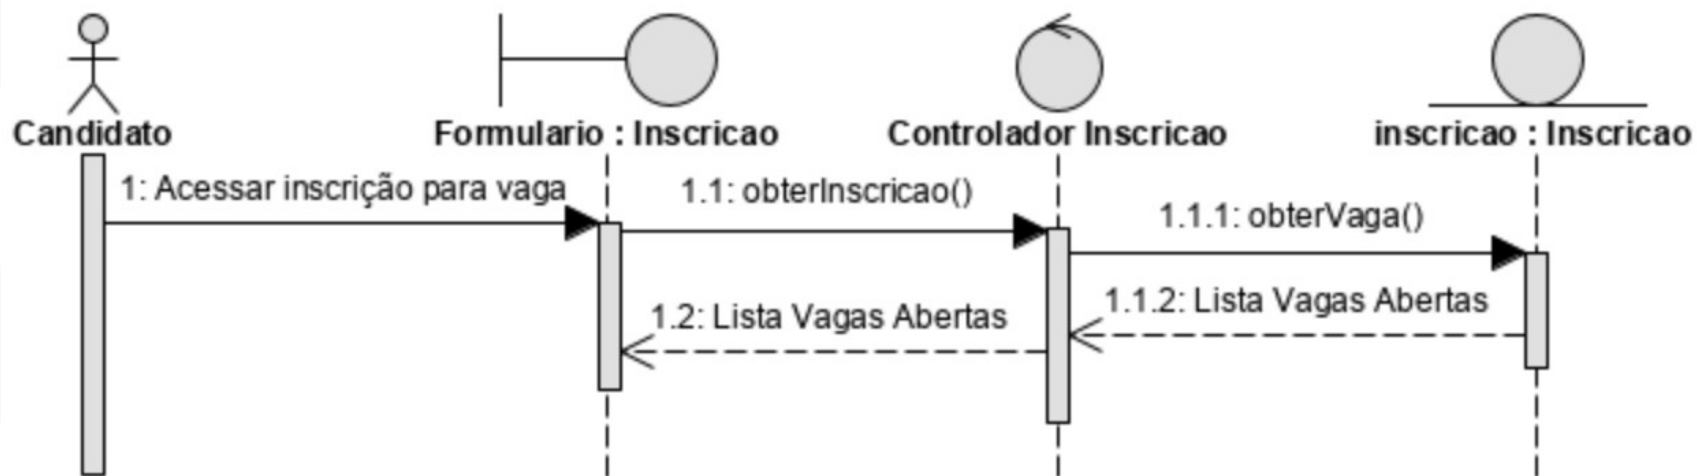 Candidato
Formulario : Inscricao
Controlador Inscricao
inscricao : Inscricao
1: Acessar inscrição para vaga
1.1: obterInscricao()
1.1.1: obterVaga()
1.1.2: Lista Vagas Abertas
1.2: Lista Vagas Abertas